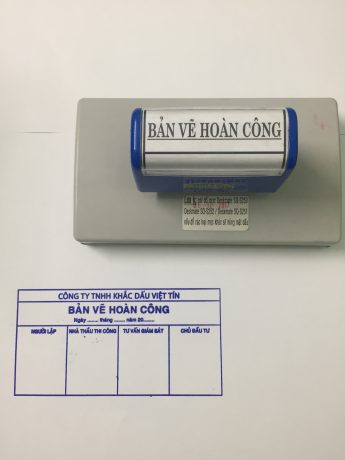 BẢN VẼ HOÀN CÔNG
CÔNG TY TNHH KHẮC DẤU VIỆT TÍN
BẢN VẼ HOÀN CÔNG
Ngày ........ tháng ........ năm 20........
NGƯỜI LẬP NHÀ THẦU THI CÔNG TƯ VẤN GIÁM SÁT CHỦ ĐẦU TƯ